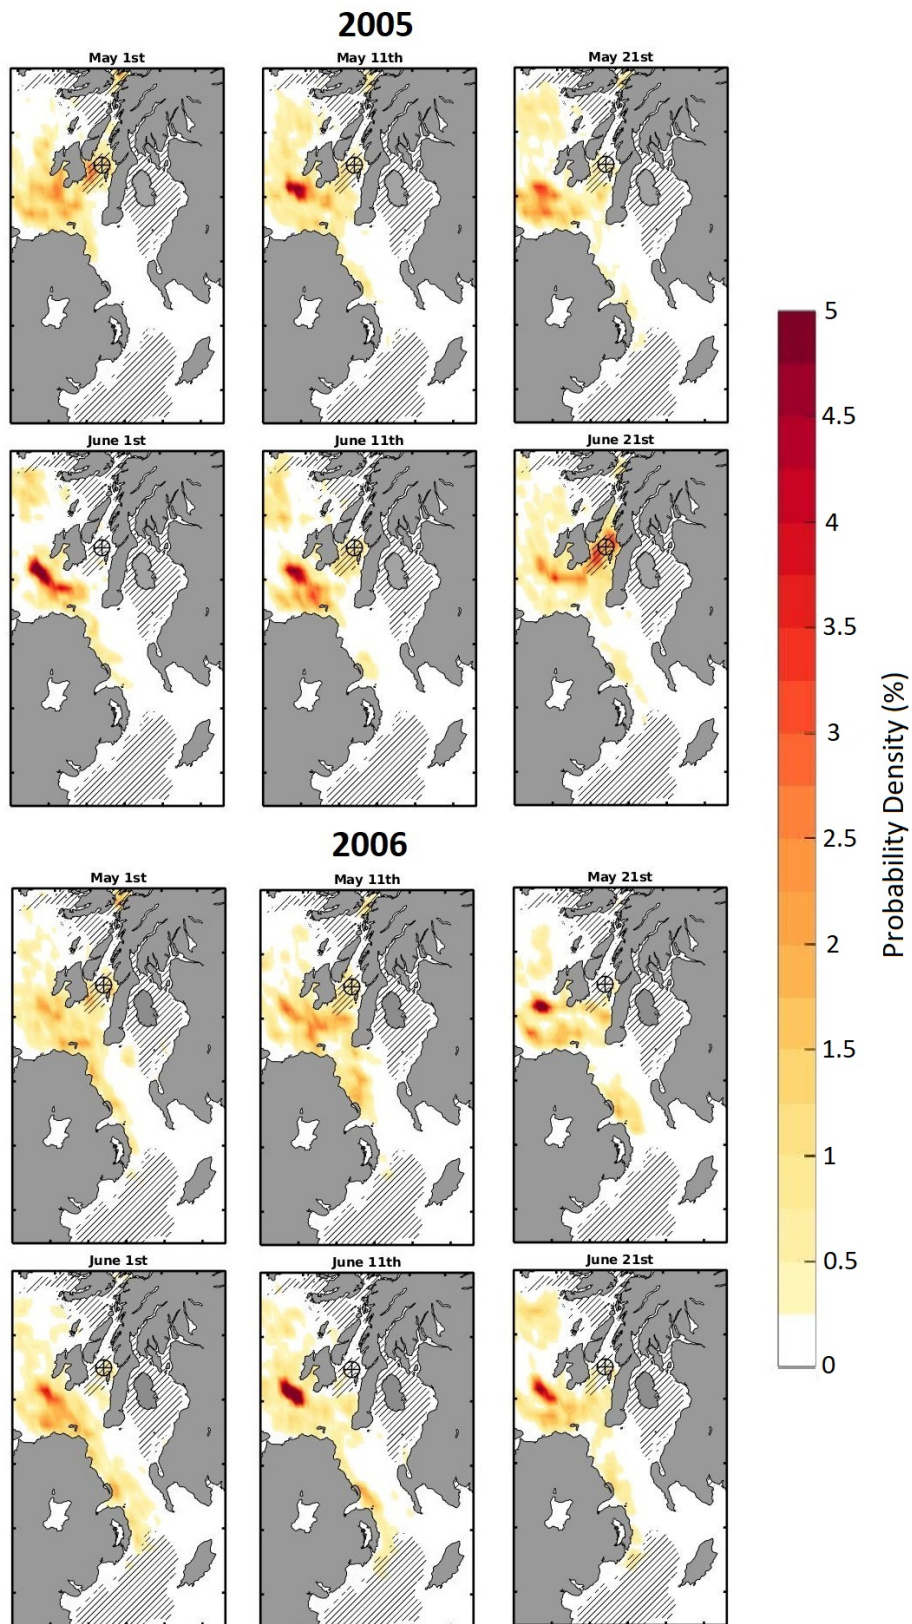 2005
May 1st
May 11th
May 21st
June 1st
June 11th
June 21st
2006
May 1st
May 11th
May 21st
June 1st
June 11th
June 21st
5
4.5
4
3.5
3
2.5
2
1.5
1
0.5
0
Probability Density (%)